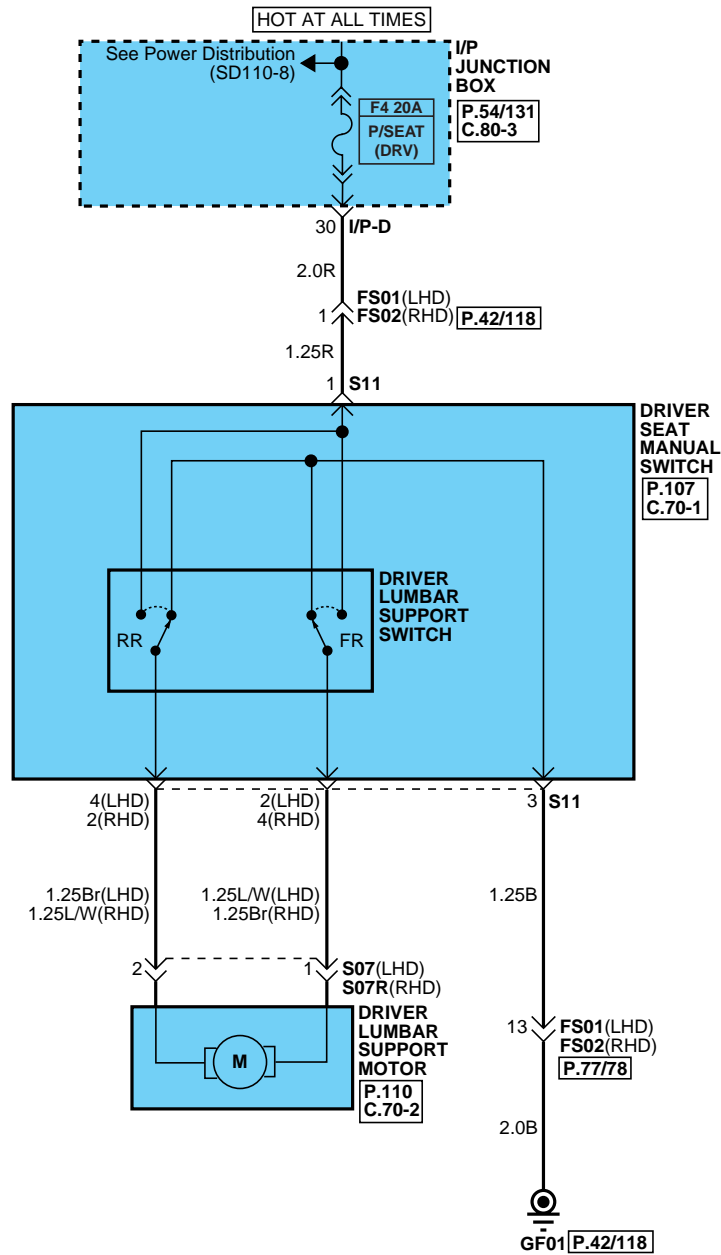 HOT AT ALL TIMES
See Power Distribution
(SD110-8)
I/P
JUNCTION
BOX
P.54/131
C.80-3
F4 20A
P/SEAT
(DRV)
30 I/P-D
2.0R
FS01(LHD)
1 FS02(RHD) P.42/118
1.25R
1 S11
DRIVER
SEAT
MANUAL
SWITCH
P.107
C.70-1
DRIVER
LUMBAR
SUPPORT
SWITCH
RR
FR
4(LHD)
2(RHD)
2(LHD)
4(RHD)
3 S11
1.25Br(LHD)
1.25L/W(RHD)
1.25L/W(LHD)
1.25Br(RHD)
1.25B
2
1 S07(LHD)
S07R(RHD)
DRIVER
LUMBAR
SUPPORT
MOTOR
P.110
C.70-2
M
13 FS01(LHD)
FS02(RHD)
P.77/78
2.0B
GF01 P.42/118